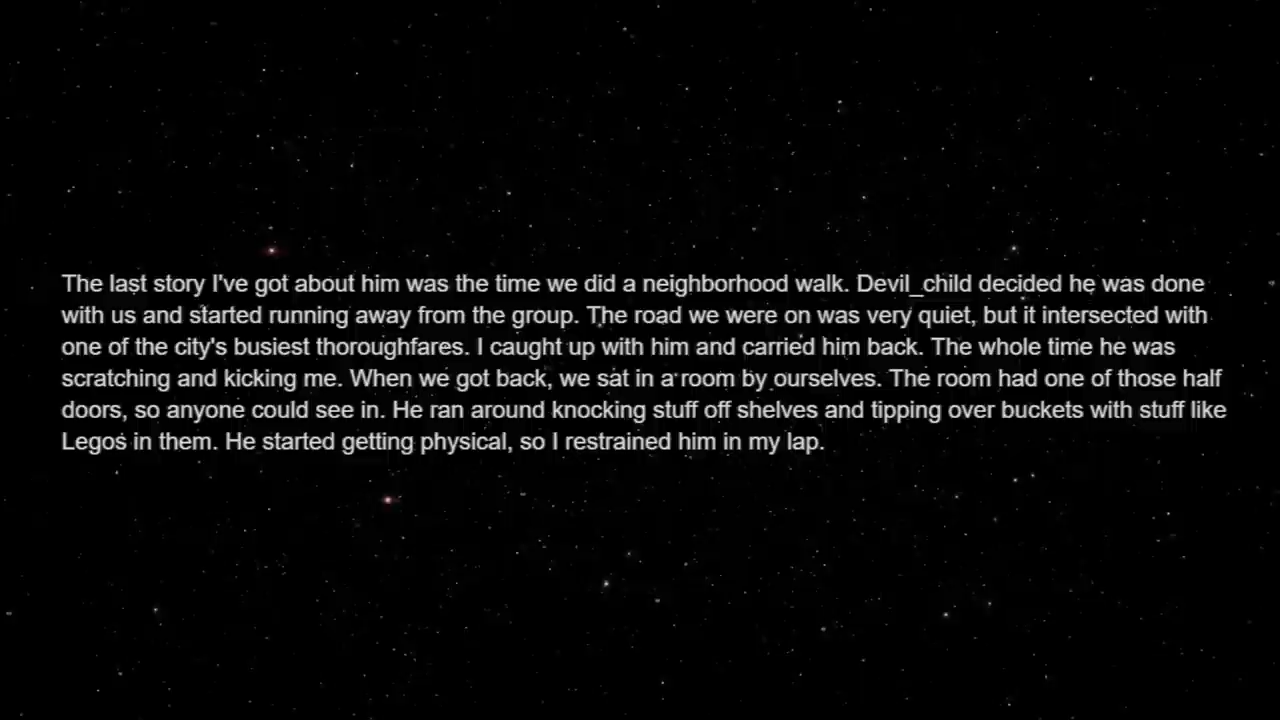 The last story I've got about him was the time we did a neighborhood walk. Devil_child decided he was done
with us and started running away from the group. The road we were on was very quiet, but it intersected with
one of the city's busiest thoroughfares. I caught up with him and carried him back. The whole time he was
scratching and kicking me. When we got back, we sat in a room by ourselves. The room had one of those half
doors, so anyone could see in. He ran around knocking stuff off shelves and tipping over buckets with stuff like
Legos in them. He started getting physical, so I restrained him in my lap.